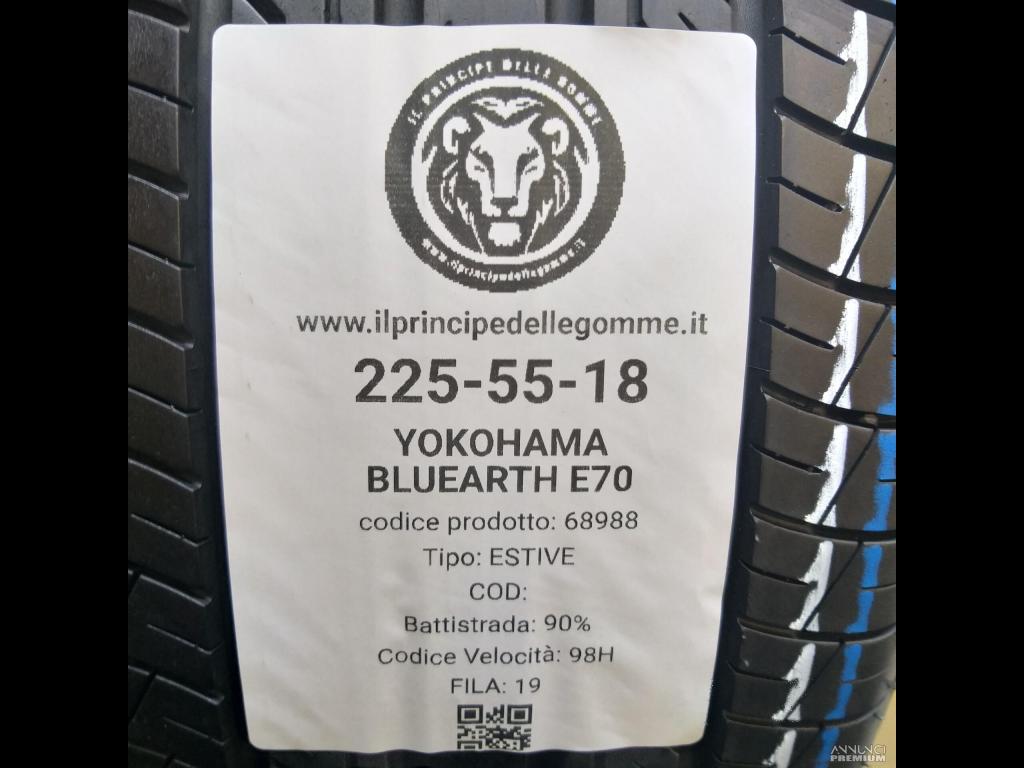 IL PRINCIPE DELLE GOMME
www.ilprincipedellegomme.it
www.ilprincipedellegomme.it
225-55-18
YOKOHAMA
BLUEARTH E70
codice prodotto: 68988
Tipo: ESTIVE
COD:
Battistrada: 90%
Codice Velocità: 98H
FILA: 19
ANNUNCI
PREMIUM